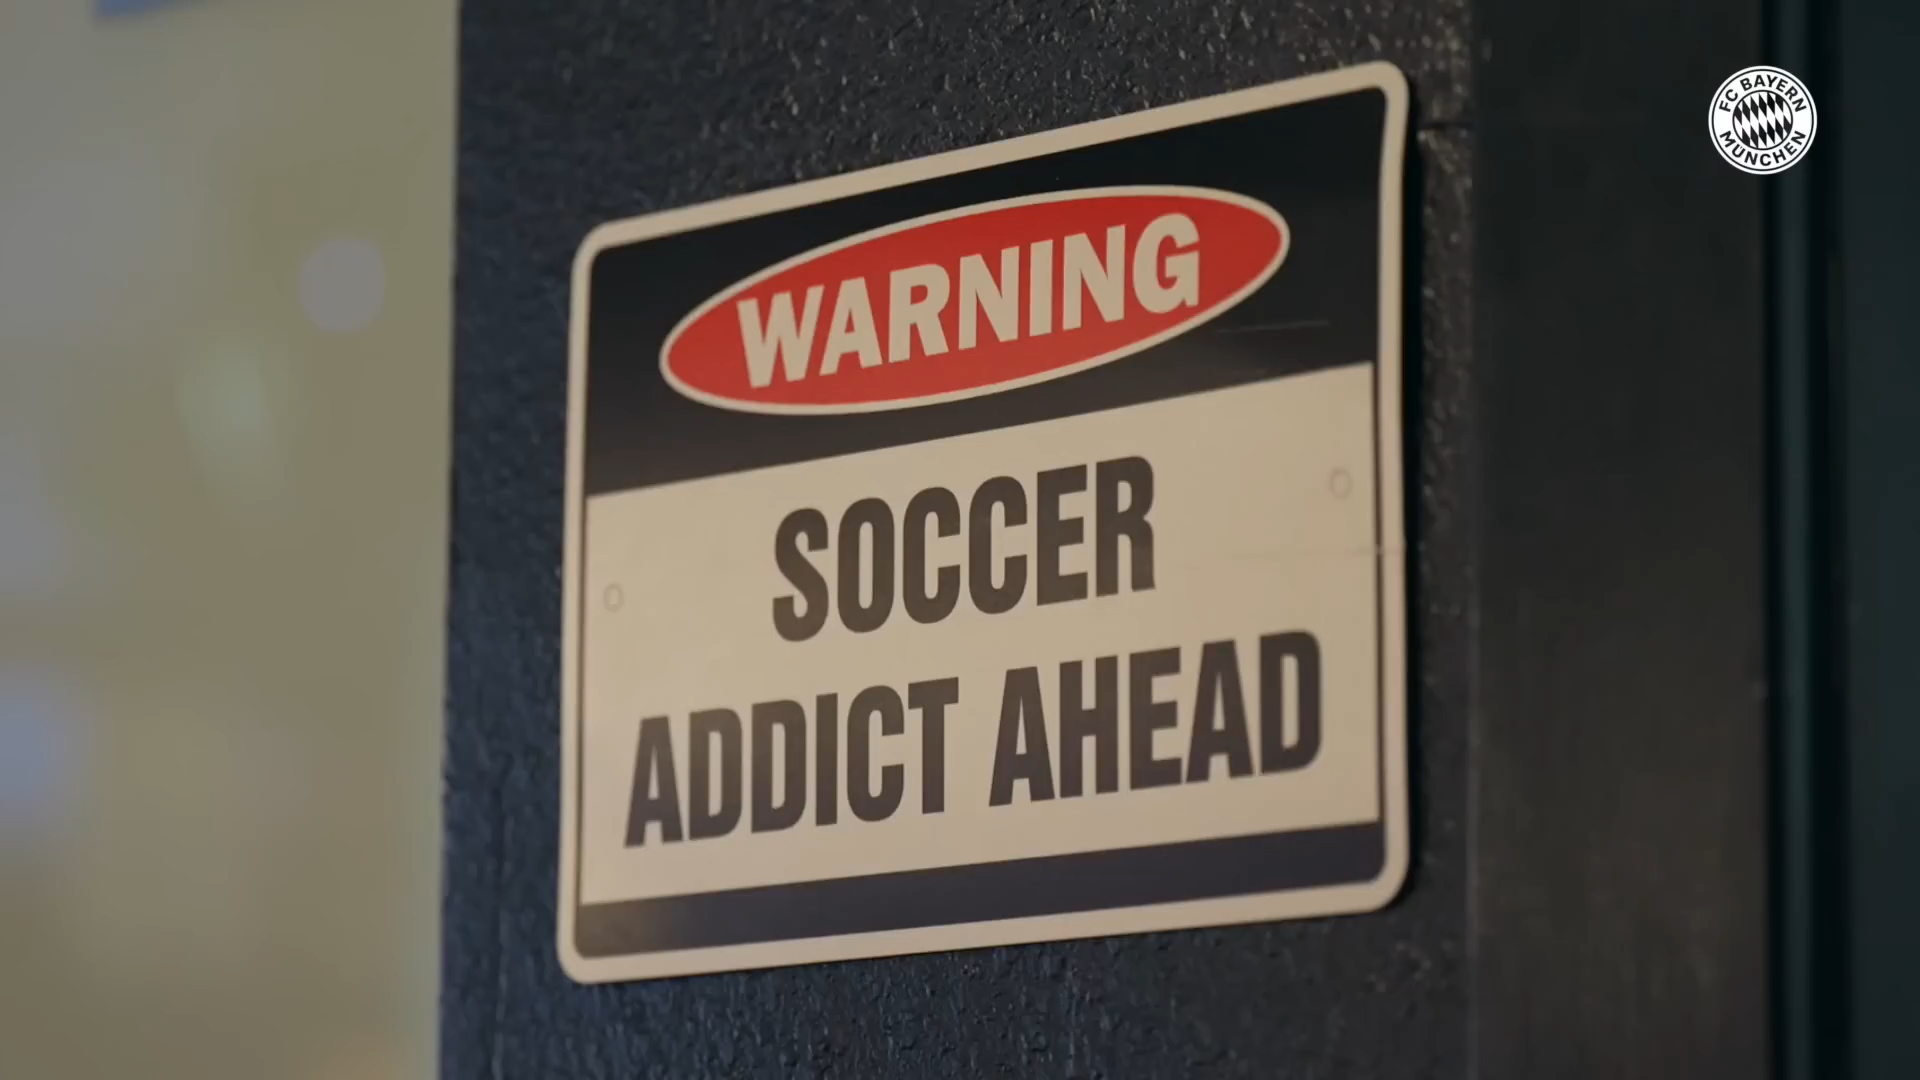 FC BAYERN
MÜNCHEN
WARNING
SOCCER
ADDICT AHEAD